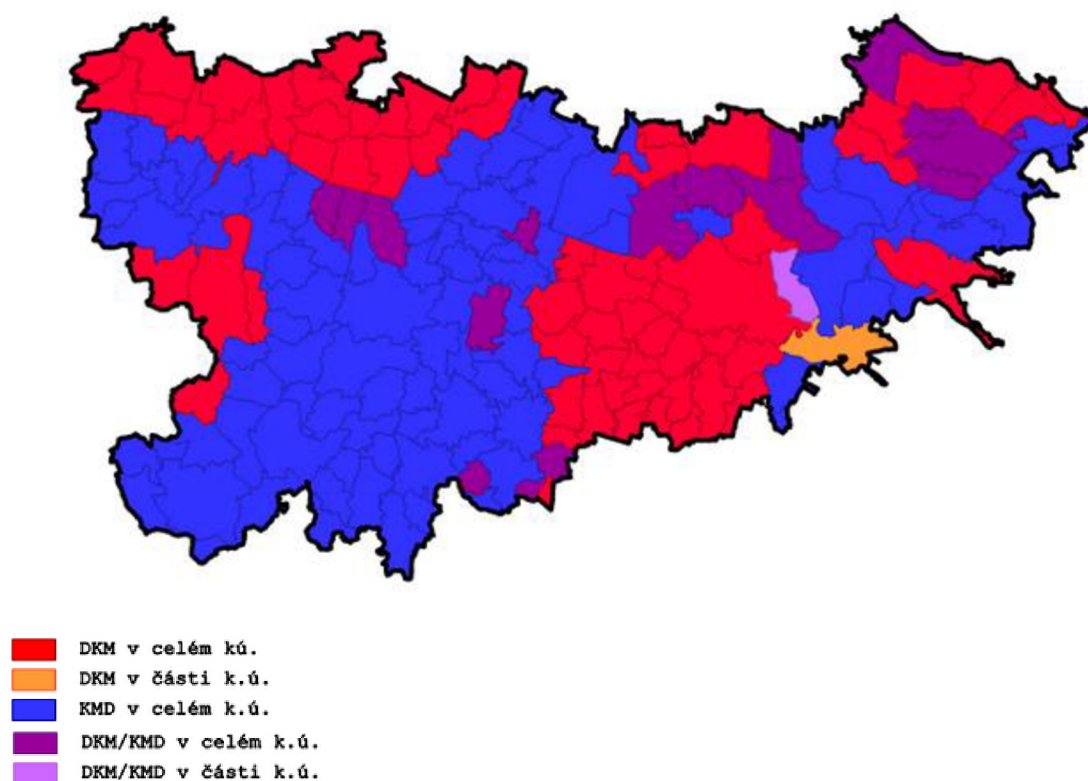 DKM v celém kú.
DKM v části k.ú.
KMD v celém k.ú.
DKM/KMD v celém k.ú.
DKM/KMD v části k.ú.